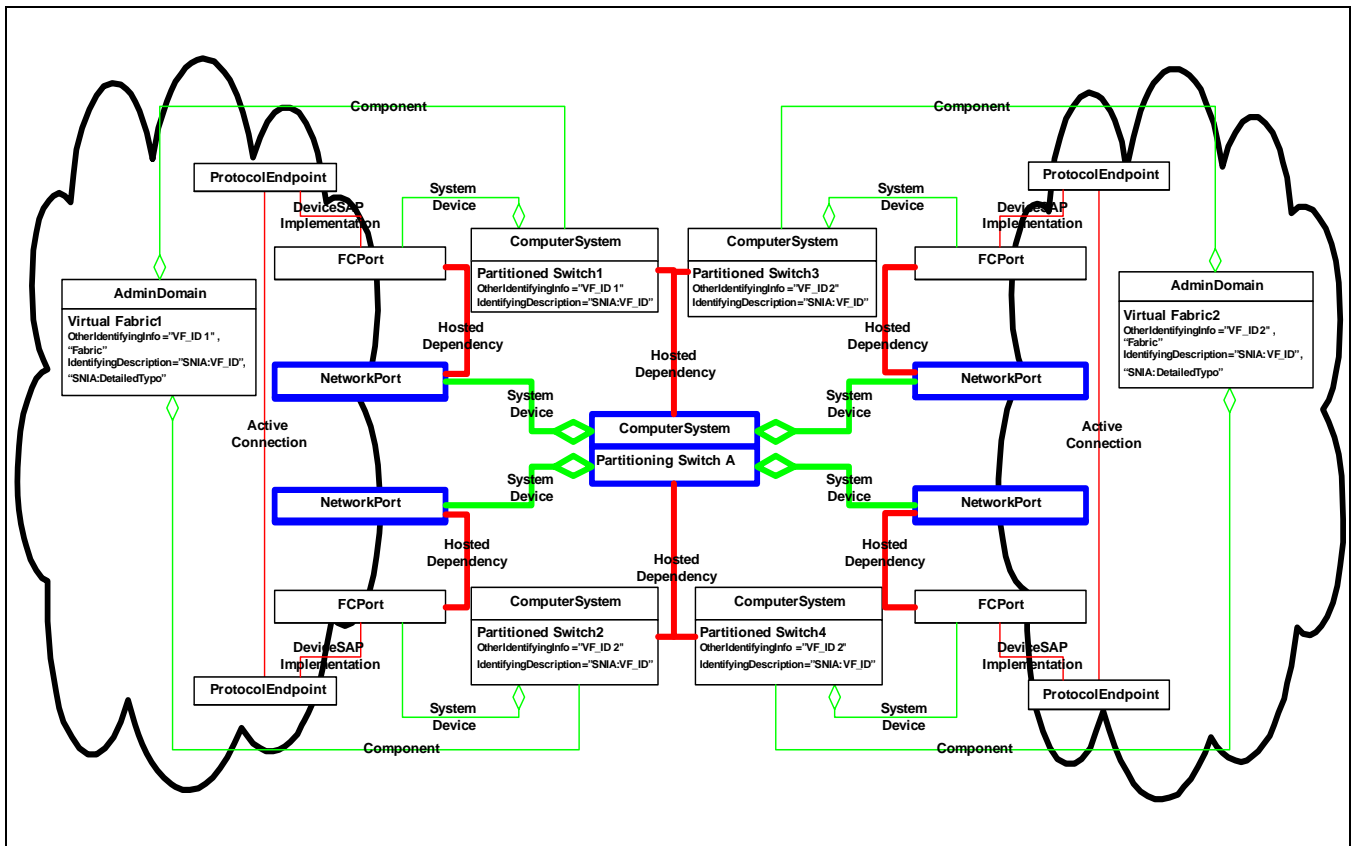 Component
Component
ProtocolEndpoint
ProtocolEndpoint
System
Device
System
Device
DeviceSAP
Implementation
DeviceSAP
Implementation
ComputerSystem
Partitioned Switch1
OtherIdentifyingInfo ="VF_ID 1"
IdentifyingDescription="SNIA:VF_ID"
ComputerSystem
Partitioned Switch3
OtherIdentifyingInfo ="VF_ID 2"
IdentifyingDescription="SNIA:VF_ID"
FCPort
FCPort
AdminDomain
Virtual Fabric1
OtherIdentifyingInfo ="VF_ID 1" ,
“Fabric”
IdentifyingDescription="SNIA:VF_ID",
“SNIA:DetailedTypo”
AdminDomain
Virtual Fabric2
OtherIdentifyingInfo ="VF_ID 2" ,
“Fabric”
IdentifyingDescription="SNIA:VF_ID",
“SNIA:DetailedTypo”
Hosted
Dependency
Hosted
Dependency
Hosted
Dependency
NetworkPort
NetworkPort
System
Device
System
Device
ComputerSystem
Partitioning Switch A
Active
Connection
Active
Connection
System
Device
System
Device
NetworkPort
NetworkPort
Hosted
Dependency
Hosted
Dependency
Hosted
Dependency
FCPort
FCPort
ComputerSystem
Partitioned Switch2
OtherIdentifyingInfo ="VF_ID 2"
IdentifyingDescription="SNIA:VF_ID"
ComputerSystem
Partitioned Switch4
OtherIdentifyingInfo ="VF_ID 2"
IdentifyingDescription="SNIA:VF_ID"
DeviceSAP
Implementation
DeviceSAP
Implementation
ProtocolEndpoint
ProtocolEndpoint
System
Device
System
Device
Component
Component